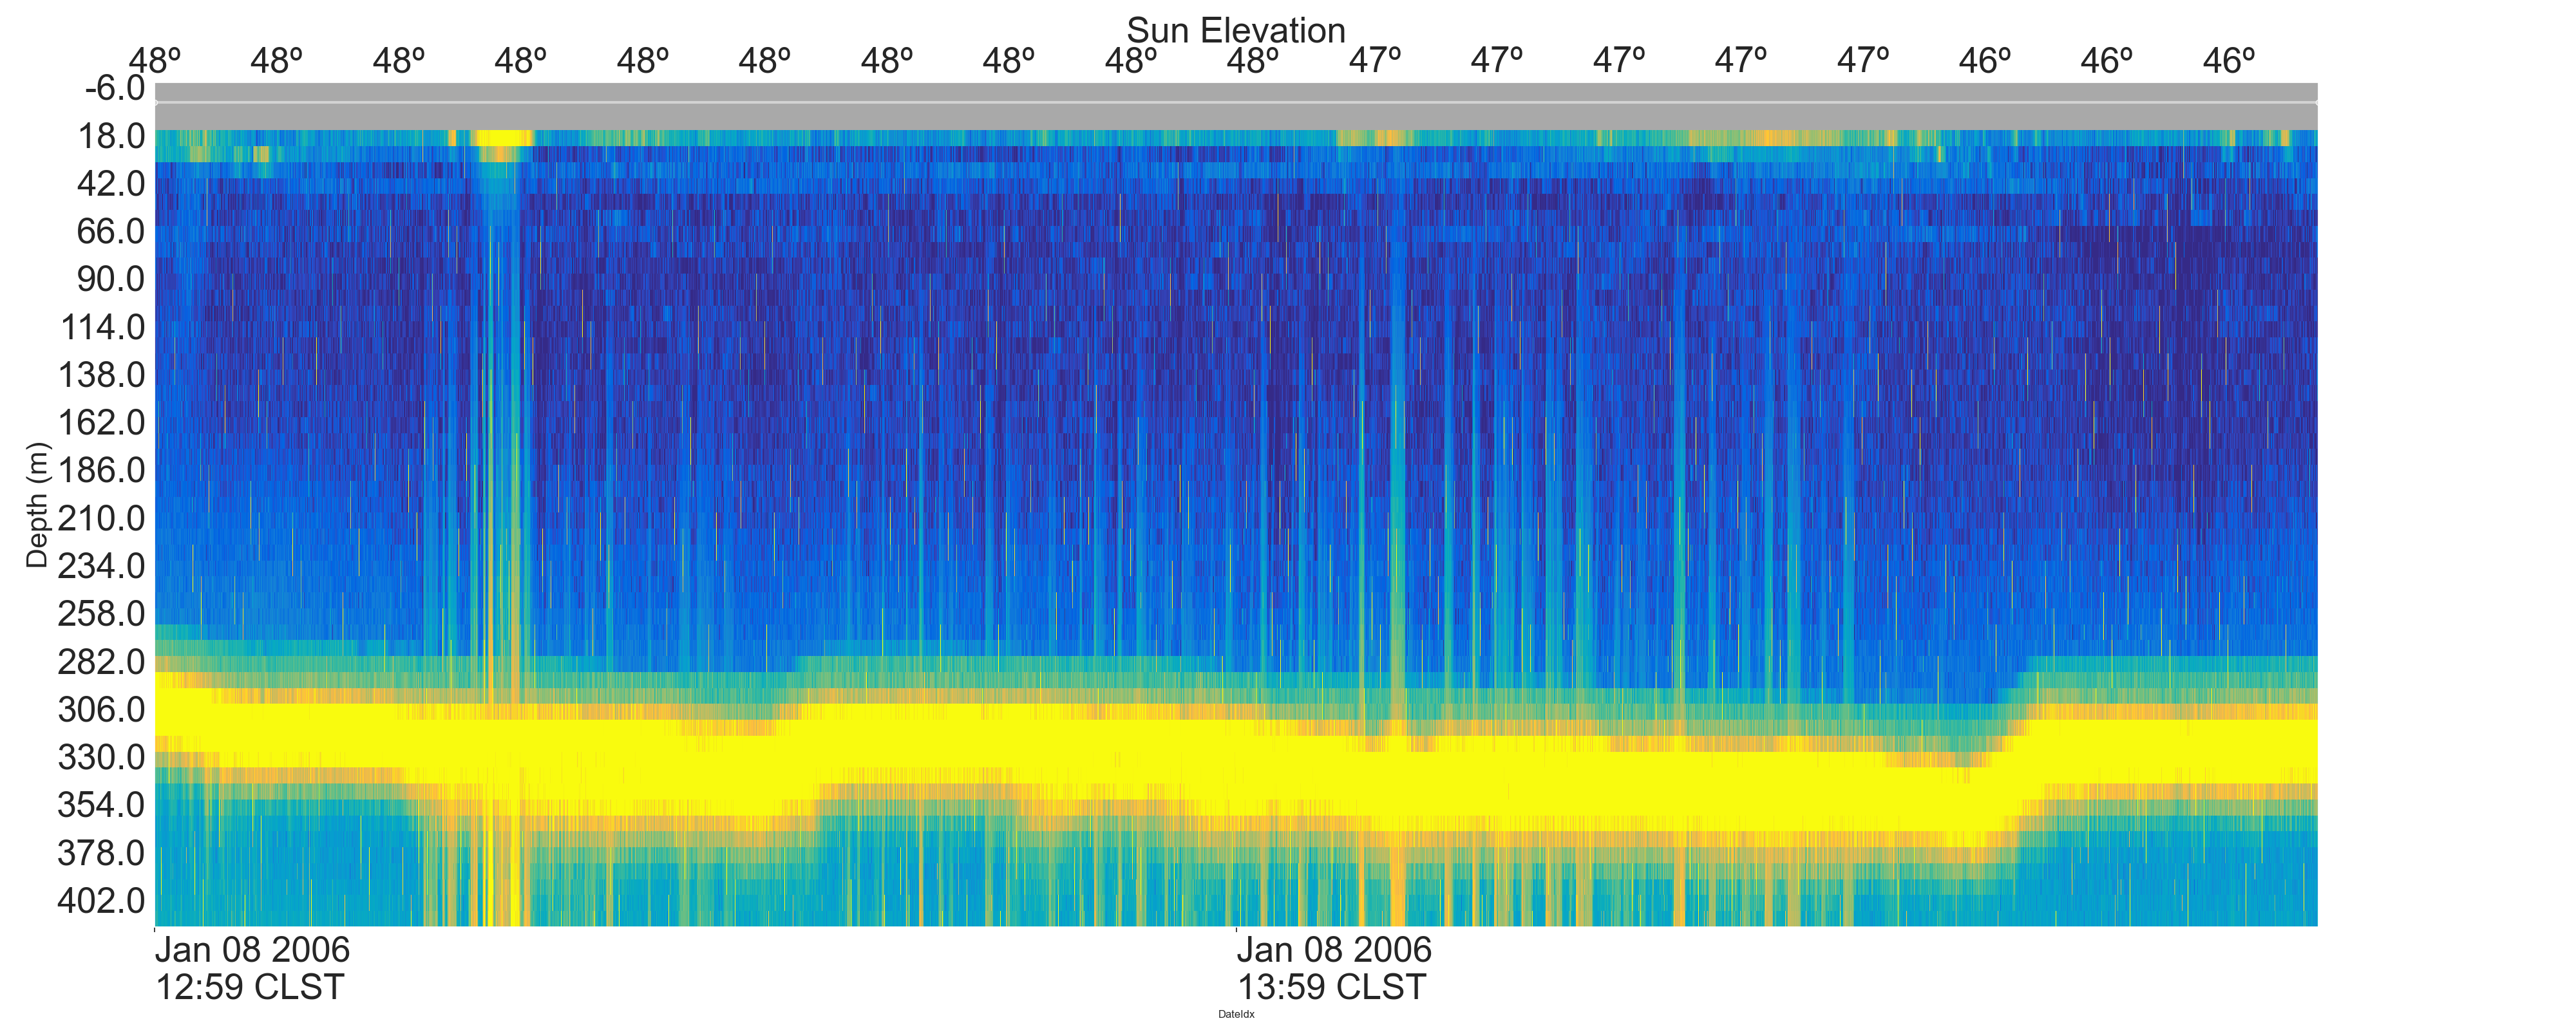 Sun Elevation
48º 48º 48º 48º 48º 48º 48º 48º 48º 48º 47º 47º 47º 47º 47º 46º 46º 46º
-6.0
18.0
42.0
66.0
90.0
114.0
138.0
162.0
186.0
210.0
234.0
258.0
282.0
306.0
330.0
354.0
378.0
402.0
Depth (m)
Jan 08 2006
12:59 CLST
Jan 08 2006
13:59 CLST
DateIdx